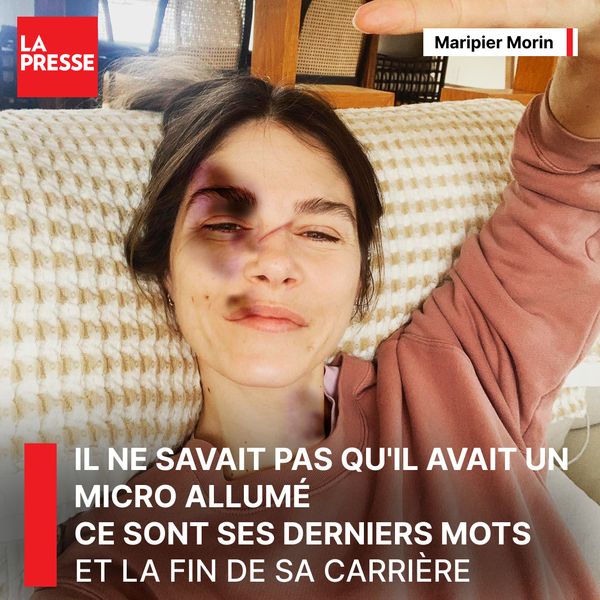 LA
PRESSE
Maripier Morin
IL NE SAVAIT PAS QU'IL AVAIT UN
MICRO ALLUMÉ
CE SONT SES DERNIERS MOTS
ET LA FIN DE SA CARRIÈRE